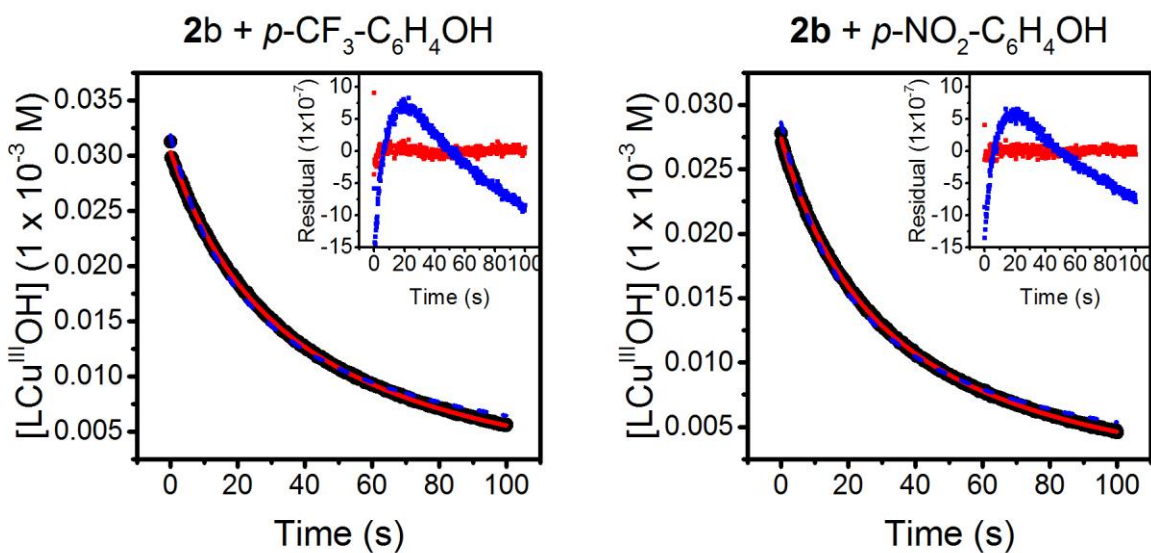 2b + p-CF₃-C₆H₄OH
[LCuᴵᴵᴵOH] (1 x 10⁻³ M)
0.035
0.030
0.025
0.020
0.015
0.010
0.005
0 20 40 60 80 100
Time (s)
Residual (1x10⁻⁷)
10
5
0
-5
-10
-15
0 20 40 60 80 100
Time (s)
2b + p-NO₂-C₆H₄OH
[LCuᴵᴵᴵOH] (1 x 10⁻³ M)
0.030
0.025
0.020
0.015
0.010
0.005
0 20 40 60 80 100
Time (s)
Residual (1x10⁻⁷)
10
5
0
-5
-10
-15
0 20 40 60 80 100
Time (s)